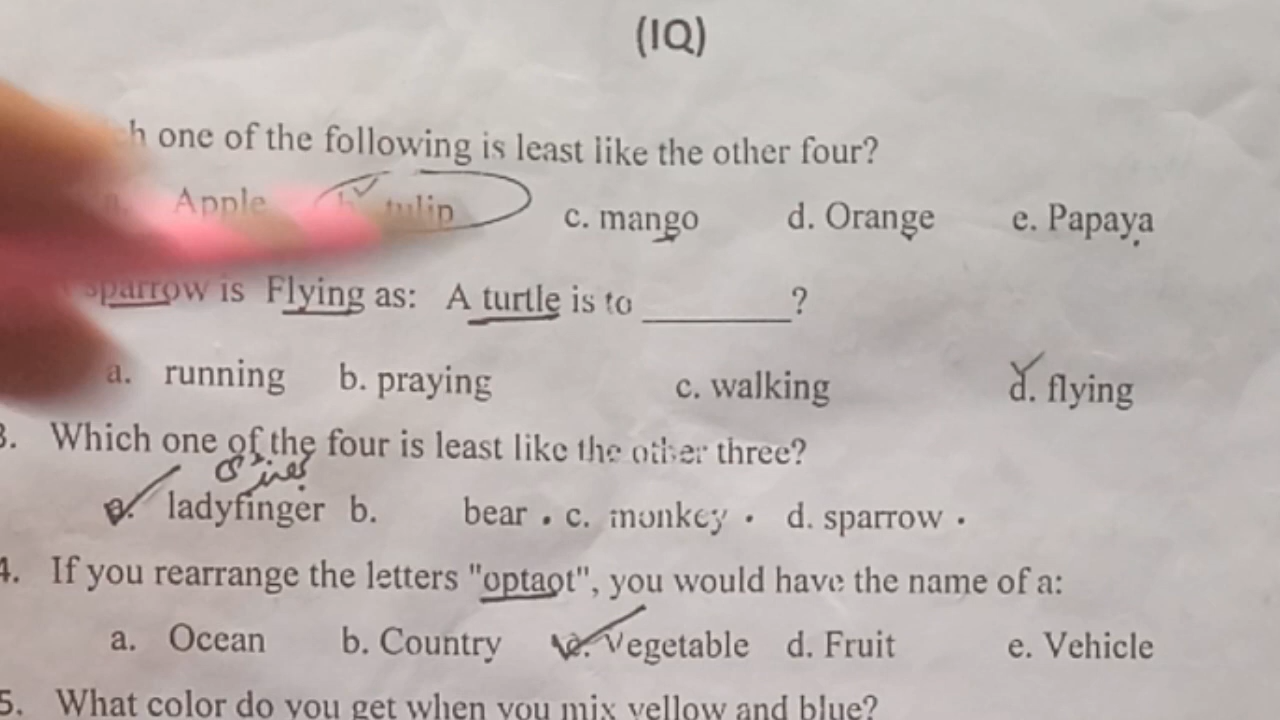 (IQ)
one of the following is least like the other four?
Apple b. tulip c. mango d. Orange e. Papaya
sparrow is Flying as: A turtle is to ________?
a. running b. praying c. walking d. flying
3. Which one of the four is least like the other three?
a. ladyfinger b. bear c. monkey d. sparrow
4. If you rearrange the letters "optaot", you would have the name of a:
a. Ocean b. Country c. Vegetable d. Fruit e. Vehicle
5. What color do you get when you mix yellow and blue?